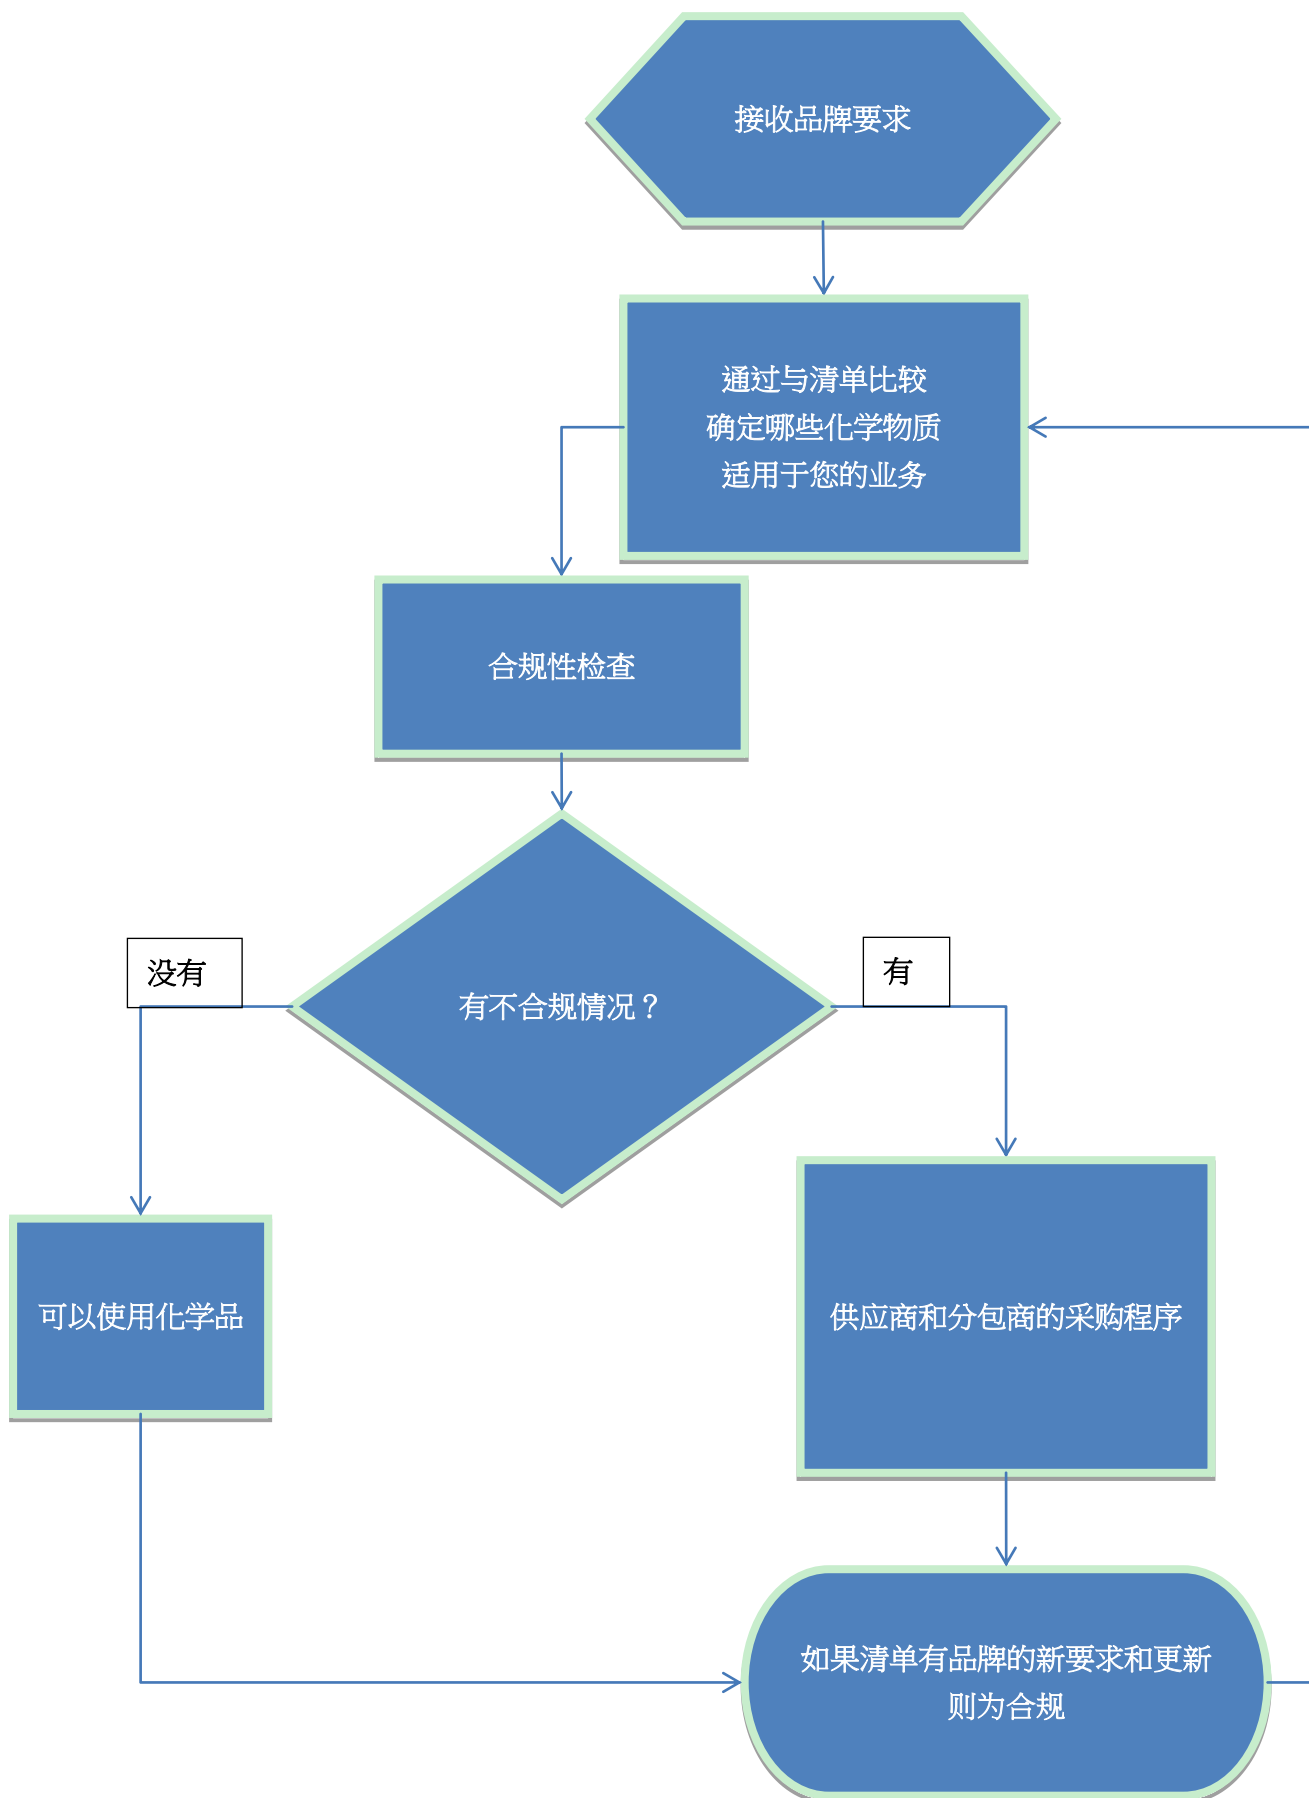 接收品牌要求
通过与清单比较
确定哪些化学物质
适用于您的业务
合规性检查
没有
有
有不合规情况？
可以使用化学品
供应商和分包商的采购程序
如果清单有品牌的新要求和更新
则为合规